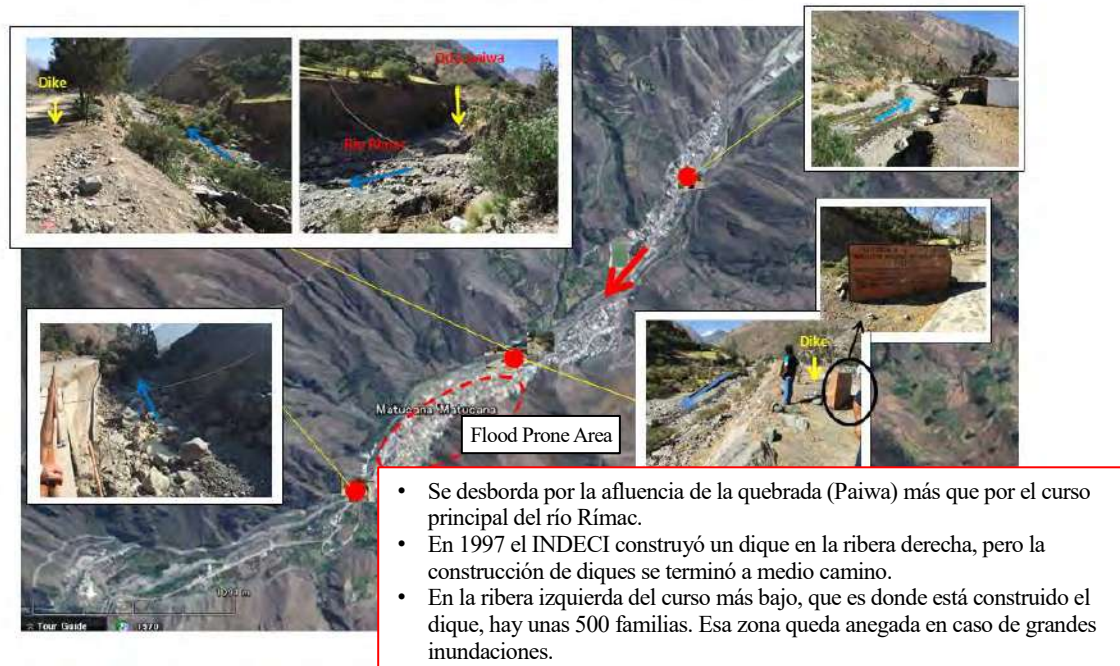 Dike
Qda. Paiwa
Río Rímac
Dike
Matucana Matucana
Flood Prone Area
• Se desborda por la afluencia de la quebrada (Paiwa) más que por el curso
principal del río Rímac.
• En 1997 el INDECI construyó un dique en la ribera derecha, pero la
construcción de diques se terminó a medio camino.
• En la ribera izquierda del curso más bajo, que es donde está construido el
dique, hay unas 500 familias. Esa zona queda anegada en caso de grandes
inundaciones.
Tour Guide
1970